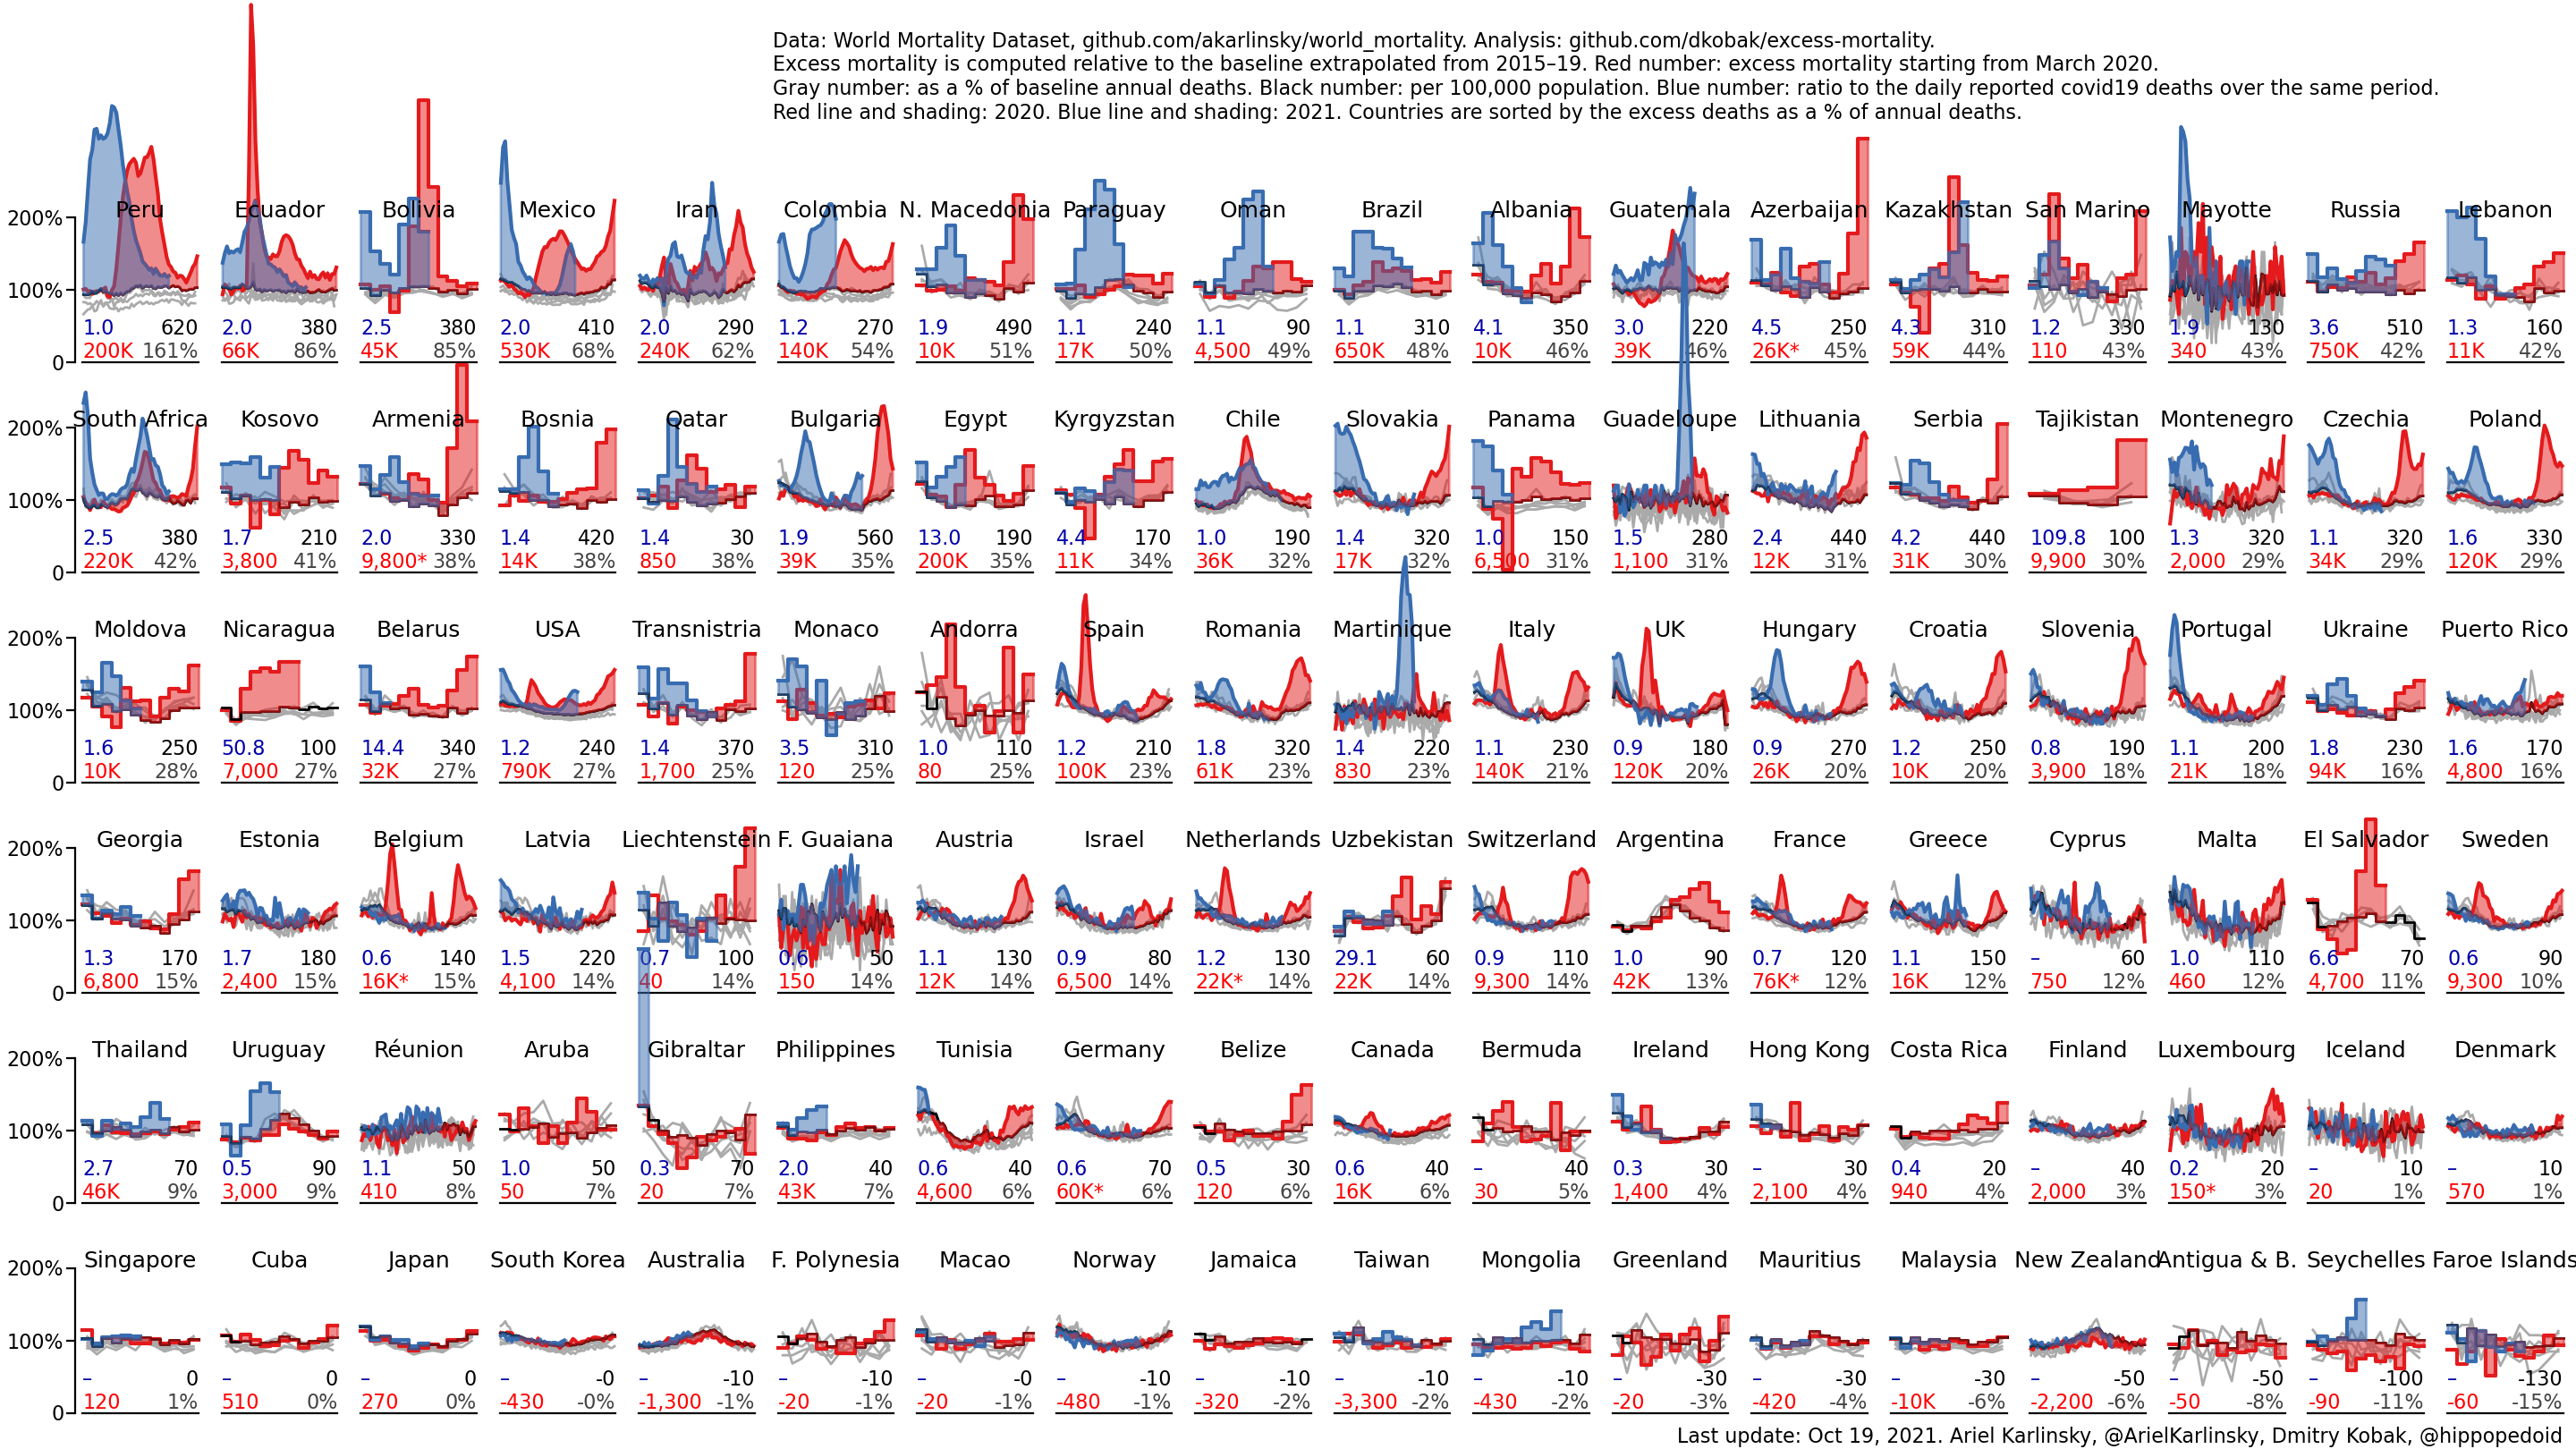 Data: World Mortality Dataset, github.com/akarlinsky/world_mortality. Analysis: github.com/dkobak/excess-mortality.
Excess mortality is computed relative to the baseline extrapolated from 2015–19. Red number: excess mortality starting from March 2020.
Gray number: as a % of baseline annual deaths. Black number: per 100,000 population. Blue number: ratio to the daily reported covid19 deaths over the same period.
Red line and shading: 2020. Blue line and shading: 2021. Countries are sorted by the excess deaths as a % of annual deaths.
Peru Ecuador Bolivia Mexico Iran Colombia N. Macedonia Paraguay Oman Brazil Albania Guatemala Azerbaijan Kazakhstan San Marino Mayotte Russia Lebanon
200%
100%
1.0 620 2.0 380 2.5 380 2.0 410 2.0 290 1.2 270 1.9 490 1.1 240 1.1 90 1.1 310 4.1 350 3.0 220 4.5 250 4.3 310 1.2 330 1.9 130 3.6 510 1.3 160
200K 161% 66K 86% 45K 85% 530K 68% 240K 62% 140K 54% 10K 51% 17K 50% 4,500 49% 650K 48% 10K 46% 39K 46% 26K* 45% 59K 44% 110 43% 340 43% 750K 42% 11K 42%
0
South Africa Kosovo Armenia Bosnia Qatar Bulgaria Egypt Kyrgyzstan Chile Slovakia Panama Guadeloupe Lithuania Serbia Tajikistan Montenegro Czechia Poland
200%
100%
2.5 380 1.7 210 2.0 330 1.4 420 1.4 30 1.9 560 13.0 190 4.4 170 1.0 190 1.4 320 1.0 150 1.5 280 2.4 440 4.2 440 109.8 100 1.3 320 1.1 320 1.6 330
220K 42% 3,800 41% 9,800* 38% 14K 38% 850 38% 39K 35% 200K 35% 11K 34% 36K 32% 17K 32% 6,500 31% 1,100 31% 12K 31% 31K 30% 9,900 30% 2,000 29% 34K 29% 120K 29%
0
Moldova Nicaragua Belarus USA Transnistria Monaco Andorra Spain Romania Martinique Italy UK Hungary Croatia Slovenia Portugal Ukraine Puerto Rico
200%
100%
1.6 250 50.8 100 14.4 340 1.2 240 1.4 370 3.5 310 1.0 110 1.2 210 1.8 320 1.4 220 1.1 230 0.9 180 0.9 270 1.2 250 0.8 190 1.1 200 1.8 230 1.6 170
10K 28% 7,000 27% 32K 27% 790K 27% 1,700 25% 120 25% 80 25% 100K 23% 61K 23% 830 23% 140K 21% 120K 20% 26K 20% 10K 20% 3,900 18% 21K 18% 94K 16% 4,800 16%
0
Georgia Estonia Belgium Latvia Liechtenstein F. Guaiana Austria Israel Netherlands Uzbekistan Switzerland Argentina France Greece Cyprus Malta El Salvador Sweden
200%
100%
1.3 170 1.7 180 0.6 140 1.5 220 0.7 100 0.6 50 1.1 130 0.9 80 1.2 130 29.1 60 0.9 110 1.0 90 0.7 120 1.1 150 – 60 1.0 110 6.6 70 0.6 90
6,800 15% 2,400 15% 16K* 15% 4,100 14% 40 14% 150 14% 12K 14% 6,500 14% 22K* 14% 22K 14% 9,300 14% 42K 13% 76K* 12% 16K 12% 750 12% 460 12% 4,700 11% 9,300 10%
0
Thailand Uruguay Réunion Aruba Gibraltar Philippines Tunisia Germany Belize Canada Bermuda Ireland Hong Kong Costa Rica Finland Luxembourg Iceland Denmark
200%
100%
2.7 70 0.5 90 1.1 50 1.0 50 0.3 70 2.0 40 0.6 40 0.6 70 0.5 30 0.6 40 – 40 0.3 30 – 30 0.4 20 – 40 0.2 20 – 10 – 10
46K 9% 3,000 9% 410 8% 50 7% 20 7% 43K 7% 4,600 6% 60K* 6% 120 6% 16K 6% 30 5% 1,400 4% 2,100 4% 940 4% 2,000 3% 150* 3% 20 1% 570 1%
0
Singapore Cuba Japan South Korea Australia F. Polynesia Macao Norway Jamaica Taiwan Mongolia Greenland Mauritius Malaysia New Zealand Antigua & B. Seychelles Faroe Islands
200%
100%
– 0 – 0 – 0 – -0 – -10 – -10 – -0 – -10 – -10 – -10 – -10 – -30 – -30 – -30 – -50 – -50 – -100 – -130
120 1% 510 0% 270 0% -430 -0% -1,300 -1% -20 -1% -20 -1% -480 -1% -320 -2% -3,300 -2% -430 -2% -20 -3% -420 -4% -10K -6% -2,200 -6% -50 -8% -90 -11% -60 -15%
0
Last update: Oct 19, 2021. Ariel Karlinsky, @ArielKarlinsky, Dmitry Kobak, @hippopedoid